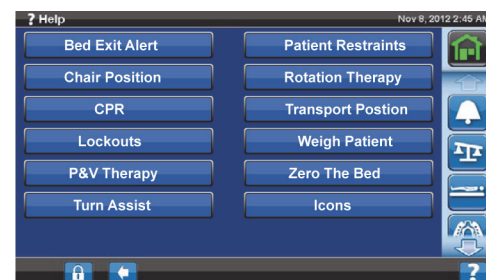 ? Help
Nov 8, 2012 2:45 AM
Bed Exit Alert
Patient Restraints
Chair Position
Rotation Therapy
CPR
Transport Postion
Lockouts
Weigh Patient
P&V Therapy
Zero The Bed
Turn Assist
Icons
?